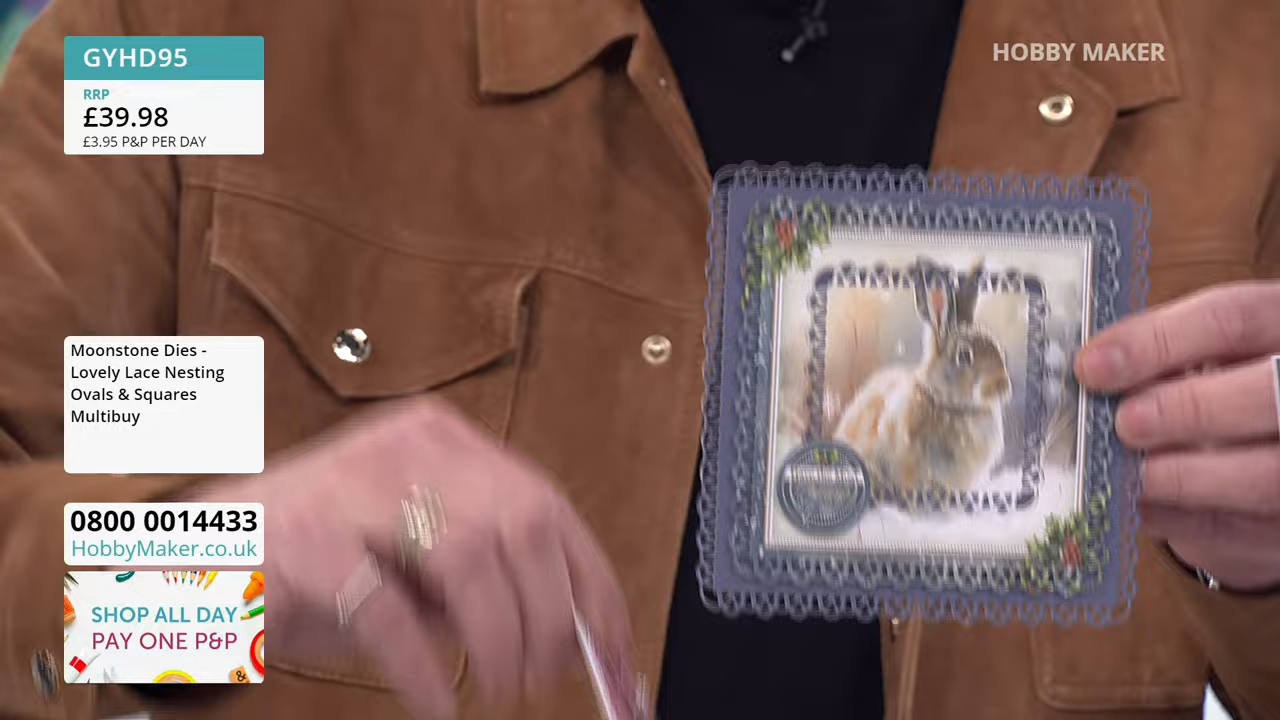 GYHD95
RRP
£39.98
£3.95 P&P PER DAY
HOBBY MAKER
Moonstone Dies -
Lovely Lace Nesting
Ovals & Squares
Multibuy
0800 0014433
HobbyMaker.co.uk
SHOP ALL DAY
PAY ONE P&P